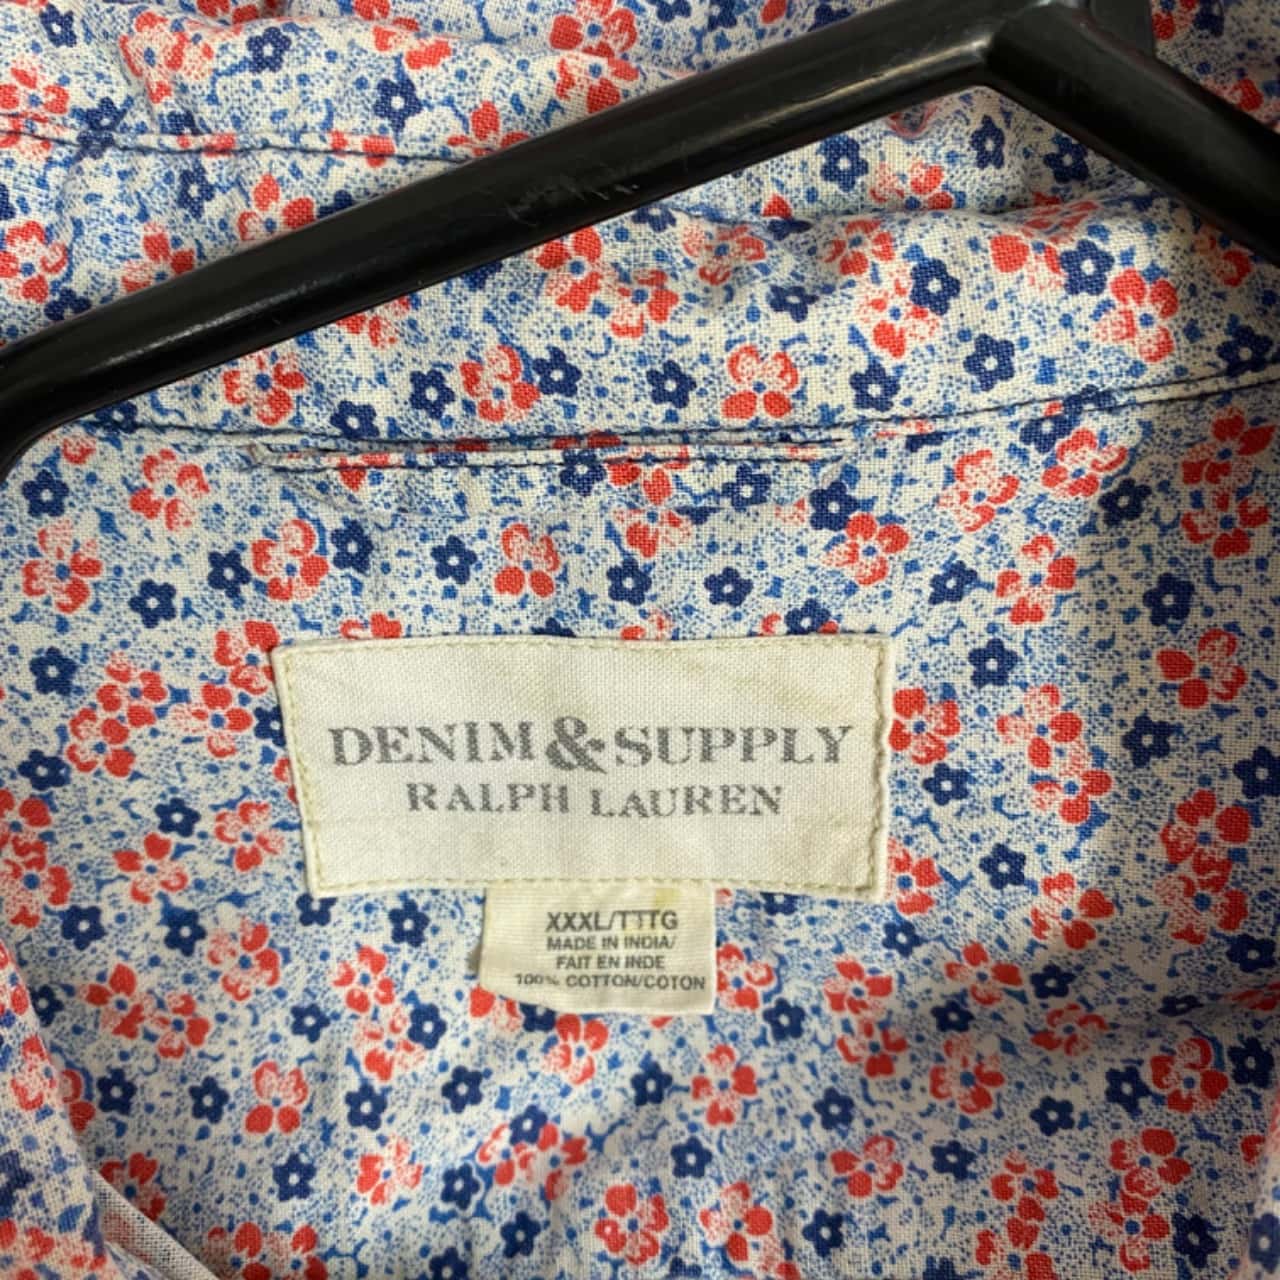 DENIM & SUPPLY
RALPH LAUREN
XXXL/TTTG
MADE IN INDIA/
FAIT EN INDE
100% COTTON/COTON